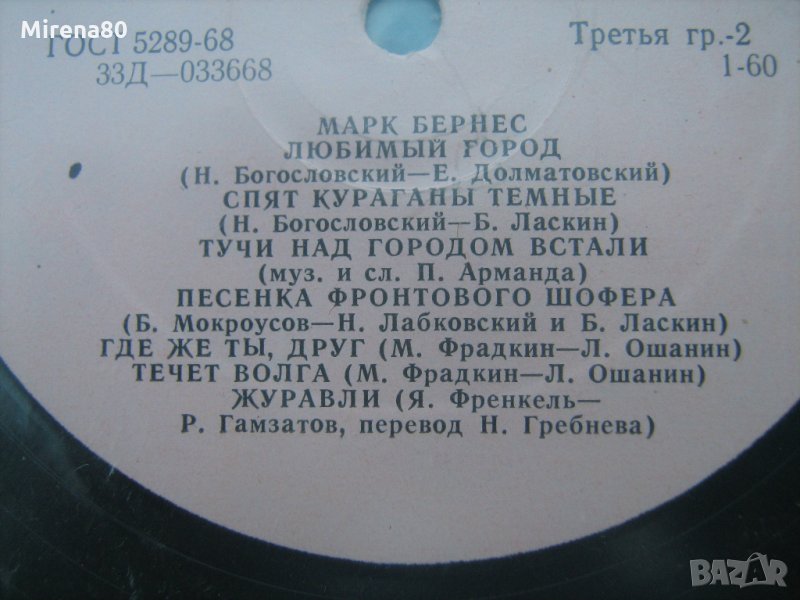 Mirena80
ГОСТ 5289-68
33Д—033668
Третья гр.-2
1-60
МАРК БЕРНЕС
ЛЮБИМЫЙ ГОРОД
(Н. Богословский—Е. Долматовский)
СПЯТ КУРАГАНЫ ТЕМНЫЕ
(Н. Богословский—Б. Ласкин)
ТУЧИ НАД ГОРОДОМ ВСТАЛИ
(муз. и сл. П. Арманда)
ПЕСЕНКА ФРОНТОВОГО ШОФЕРА
(Б. Мокроусов—Н. Лабковский и Б. Ласкин)
ГДЕ ЖЕ ТЫ, ДРУГ (М. Фрадкин—Л. Ошанин)
ТЕЧЕТ ВОЛГА (М. Фрадкин—Л. Ошанин)
ЖУРАВЛИ (Я. Френкель—
Р. Гамзатов, перевод Н. Гребнева)
BAZAR